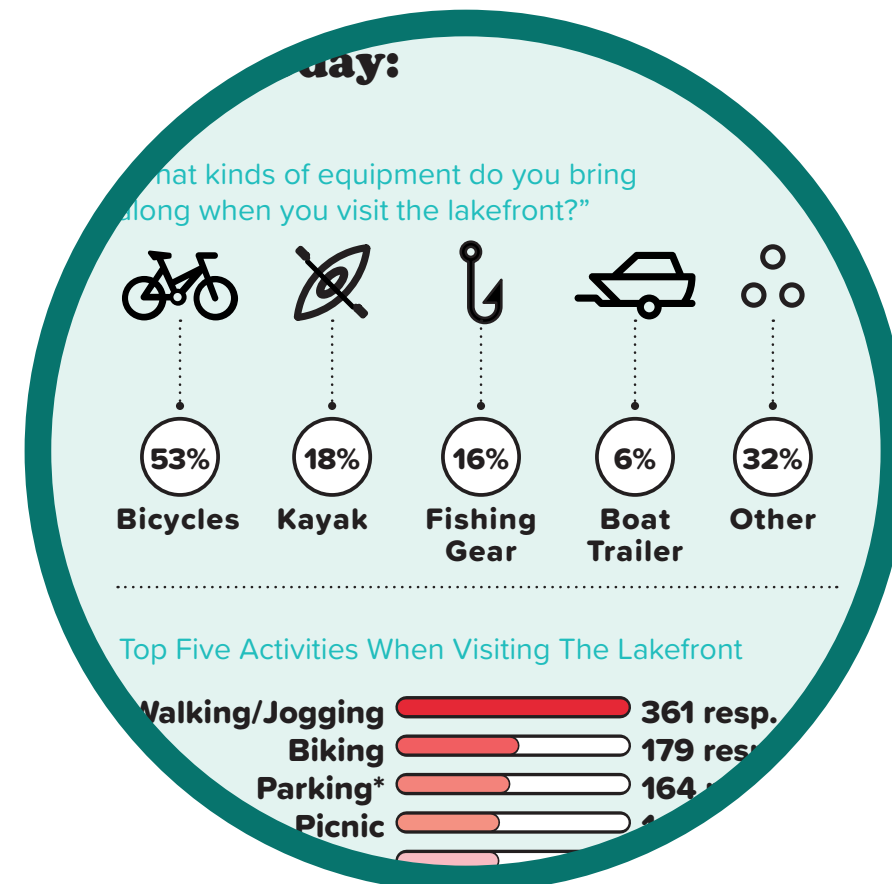 day:
hat kinds of equipment do you bring
along when you visit the lakefront?”
53% 18% 16% 6% 32%
Bicycles Kayak Fishing Gear Boat Trailer Other
Top Five Activities When Visiting The Lakefront
Walking/Jogging 361 resp.
Biking 179 resp
Parking* 164
Picnic